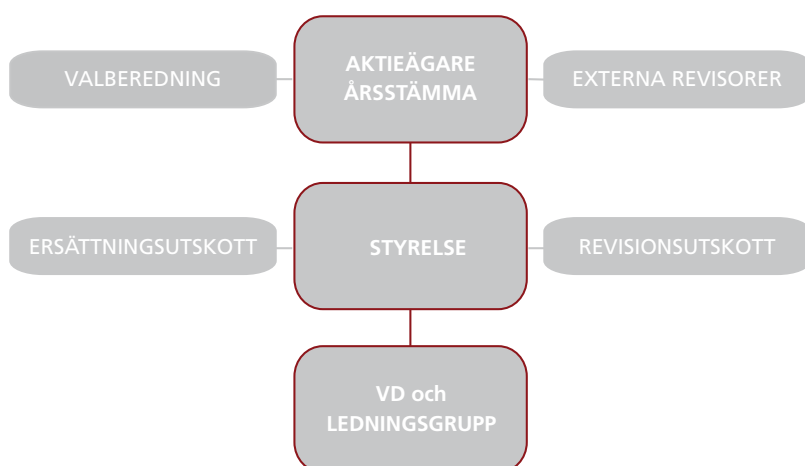 VALBEREDNING
AKTIEÄGARE
ÅRSSTÄMMA
EXTERNA REVISORER
ERSÄTTNINGSUTSKOTT
STYRELSE
REVISIONSUTSKOTT
VD och
LEDNINGSGRUPP